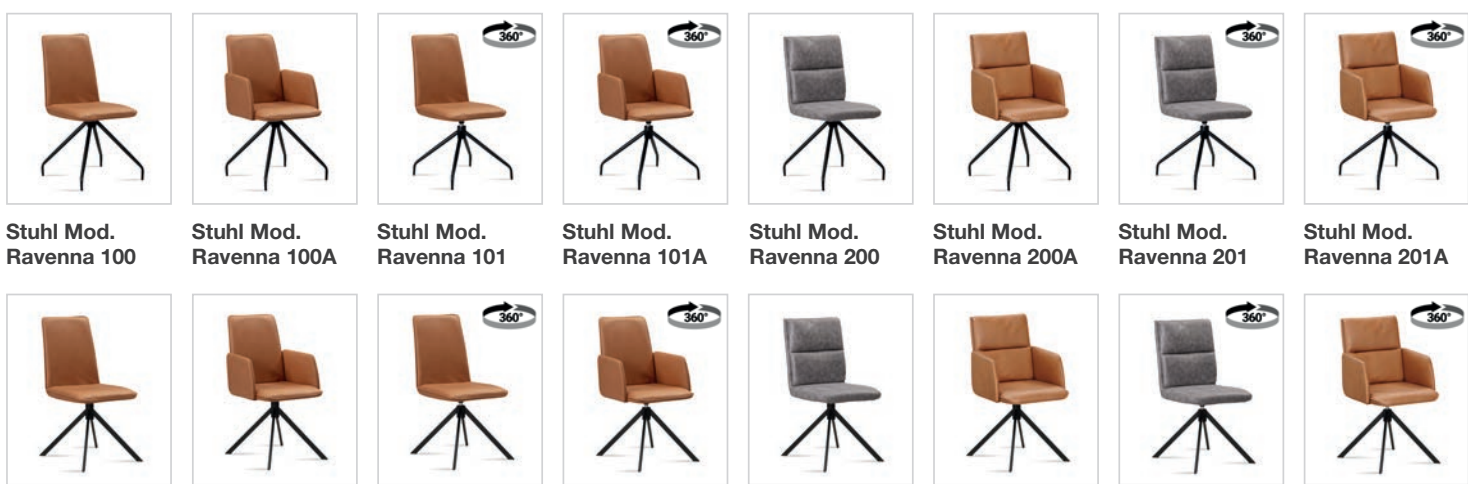 360°
360°
360°
360°
Stuhl Mod.
Ravenna 100
Stuhl Mod.
Ravenna 100A
Stuhl Mod.
Ravenna 101
Stuhl Mod.
Ravenna 101A
Stuhl Mod.
Ravenna 200
Stuhl Mod.
Ravenna 200A
Stuhl Mod.
Ravenna 201
Stuhl Mod.
Ravenna 201A
360°
360°
360°
360°